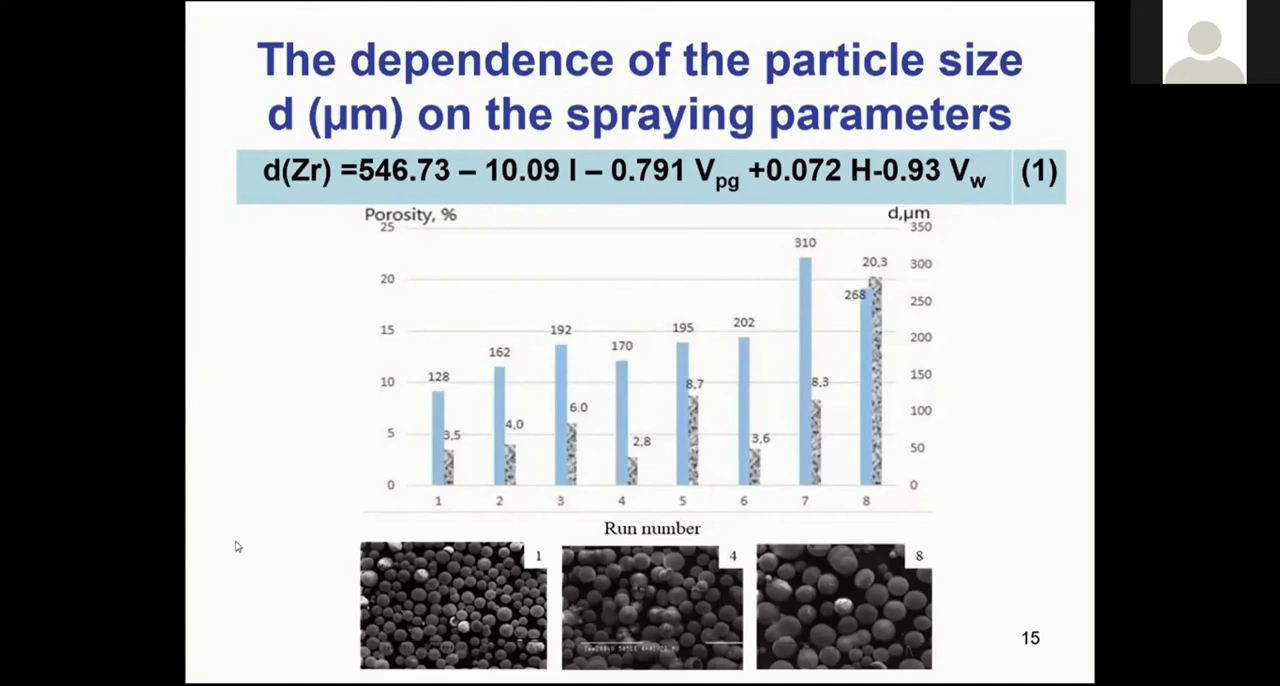 The dependence of the particle size
d (µm) on the spraying parameters
d(Zr) =546.73 – 10.09 I – 0.791 Vpg +0.072 H-0.93 Vw (1)
Porosity, % d,µm
25 350
310
20,3
300
20 268 250
202
195
192
15 200
170
162
150
128
10 8,7 8,3
100
6.0
4,0
5 3,5 2,8 3,6 50
0 0
1 2 3 4 5 6 7 8
Run number
1 4 8
15